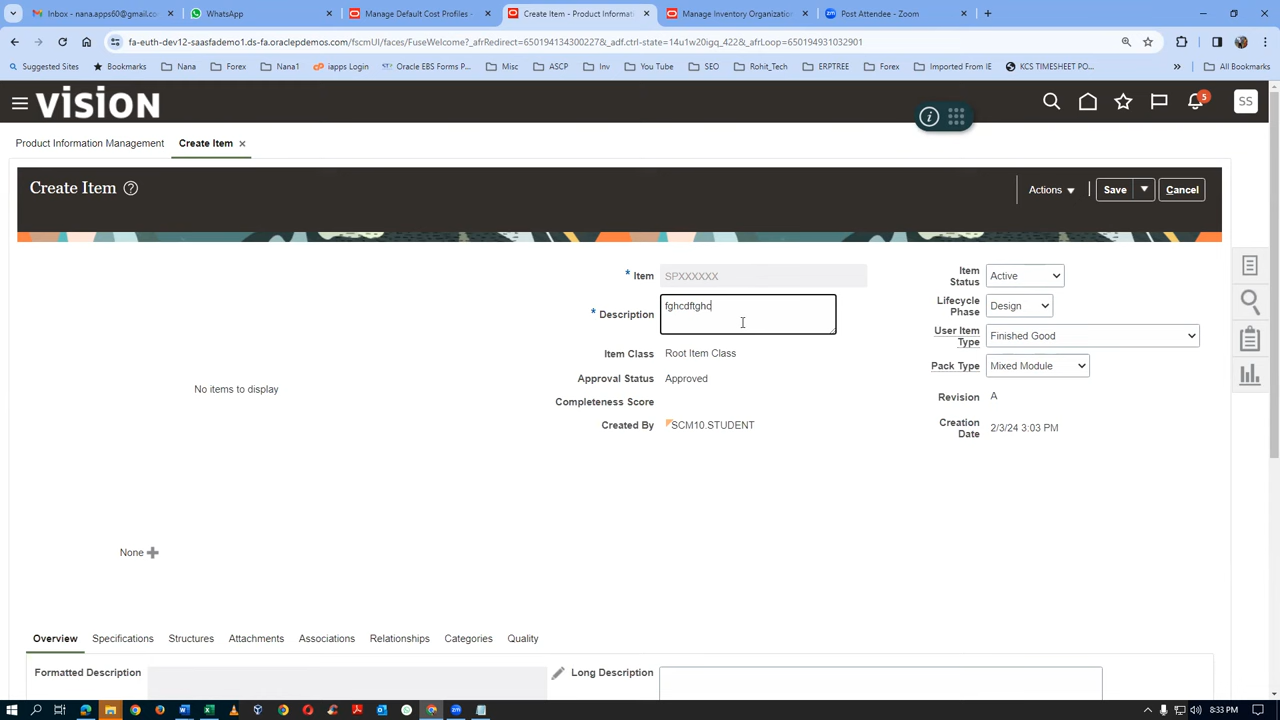 Inbox - nana.apps60@gmail.co
WhatsApp
Manage Default Cost Profiles -
Create Item - Product Informati
Manage Inventory Organization
Post Attendee - Zoom
fa-euth-dev12-saasfademo1.ds-fa.oraclepdemos.com/fscmUI/faces/FuseWelcome?_afrRedirect=650194134300227&_adf.ctrl-state=14u1w20igq_422&_afrLoop=650194931032901
Suggested Sites
Bookmarks
Nana
Forex
Nana1
iapps Login
Oracle EBS Forms P...
Misc
ASCP
Inv
You Tube
SEO
Rohit_Tech
ERPTREE
Forex
Imported From IE
KCS TIMESHEET PO...
All Bookmarks
VISION
5
SS
Product Information Management
Create Item
Create Item
Actions
Save
Cancel
* Item SPXXXXXX
* Description fghcdftghc
Item Class Root Item Class
Approval Status Approved
Completeness Score
Created By SCM10.STUDENT
Item Status Active
Lifecycle Phase Design
User Item Type Finished Good
Pack Type Mixed Module
Revision A
Creation Date 2/3/24 3:03 PM
No items to display
None
Overview
Specifications
Structures
Attachments
Associations
Relationships
Categories
Quality
Formatted Description
Long Description
8:33 PM